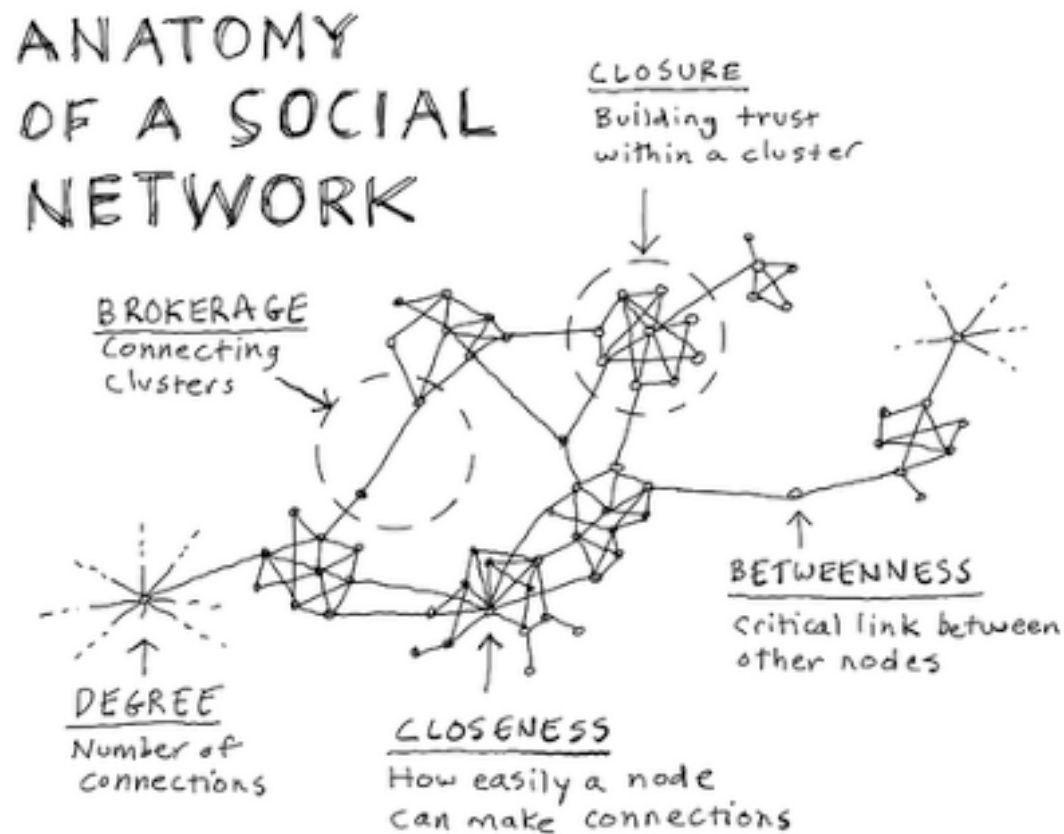 ANATOMY
OF A SOCIAL
NETWORK
CLOSURE
Building trust
within a cluster
BROKERAGE
Connecting
Clusters
BETWEENNESS
Critical link between
other nodes
DEGREE
Number of
connections
CLOSENESS
How easily a node
can make connections